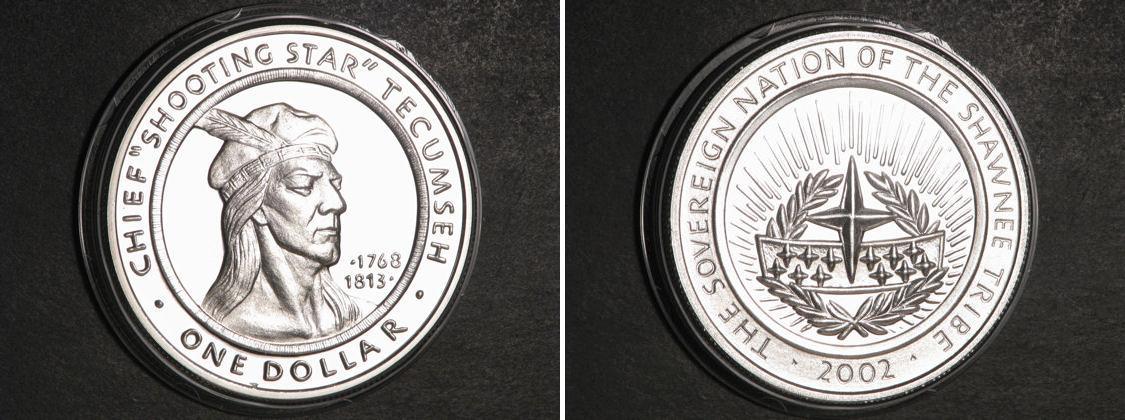 CHIEF "SHOOTING STAR" TECUMSEH
·1768
1813·
· ONE DOLLAR ·
THE SOVEREIGN NATION OF THE SHAWNEE TRIBE
· 2002 ·